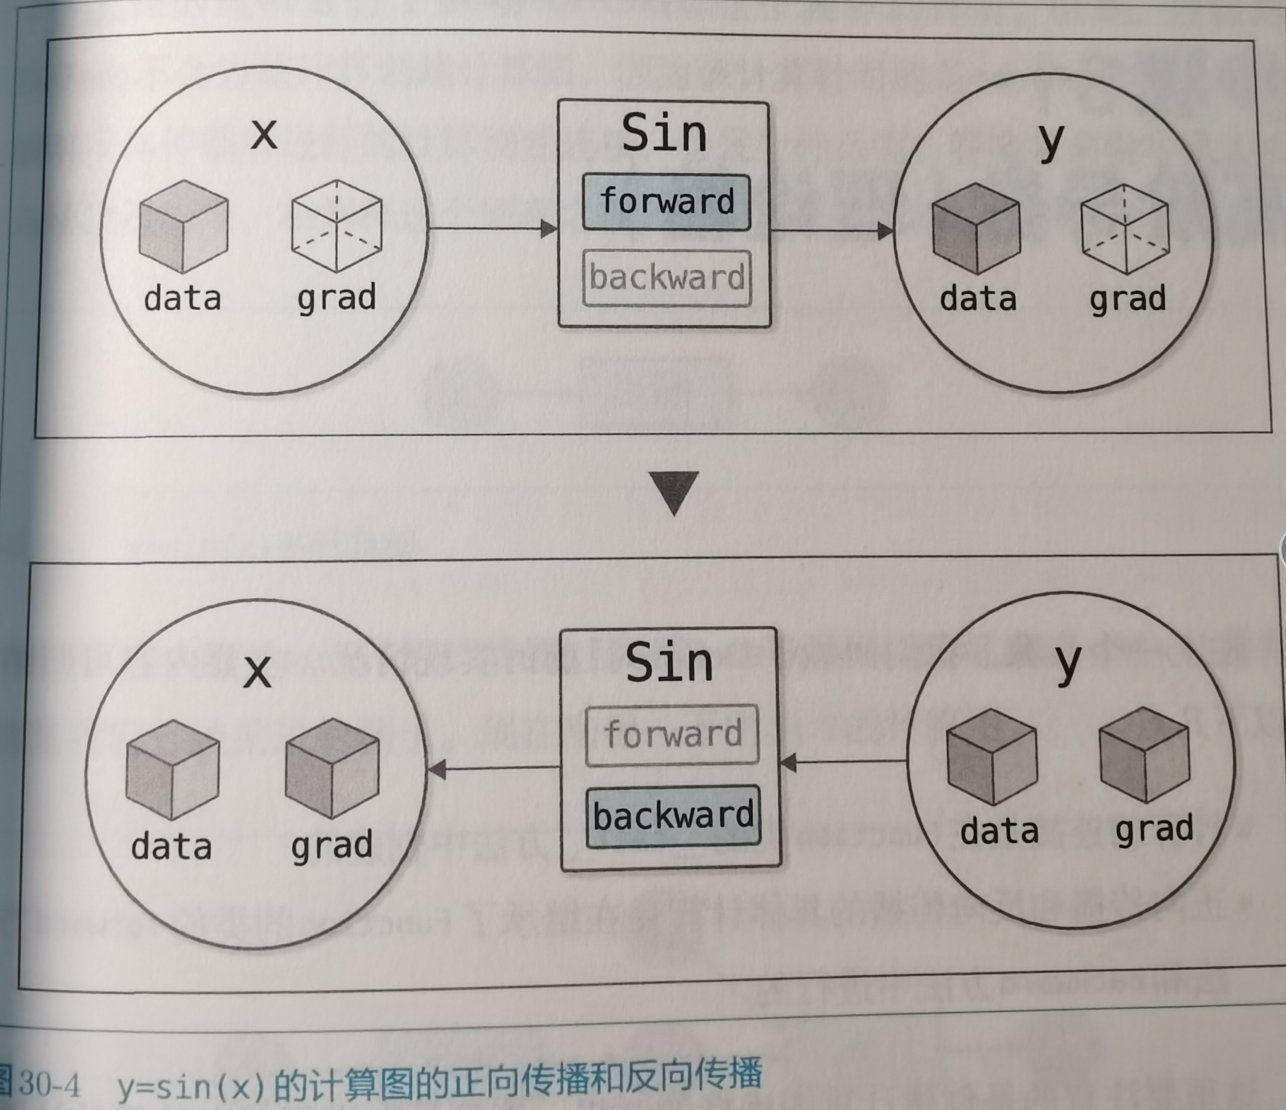 x
data grad
Sin
forward
backward
y
data grad
x
data grad
Sin
forward
backward
y
data grad
图30-4 y=sin(x)的计算图的正向传播和反向传播